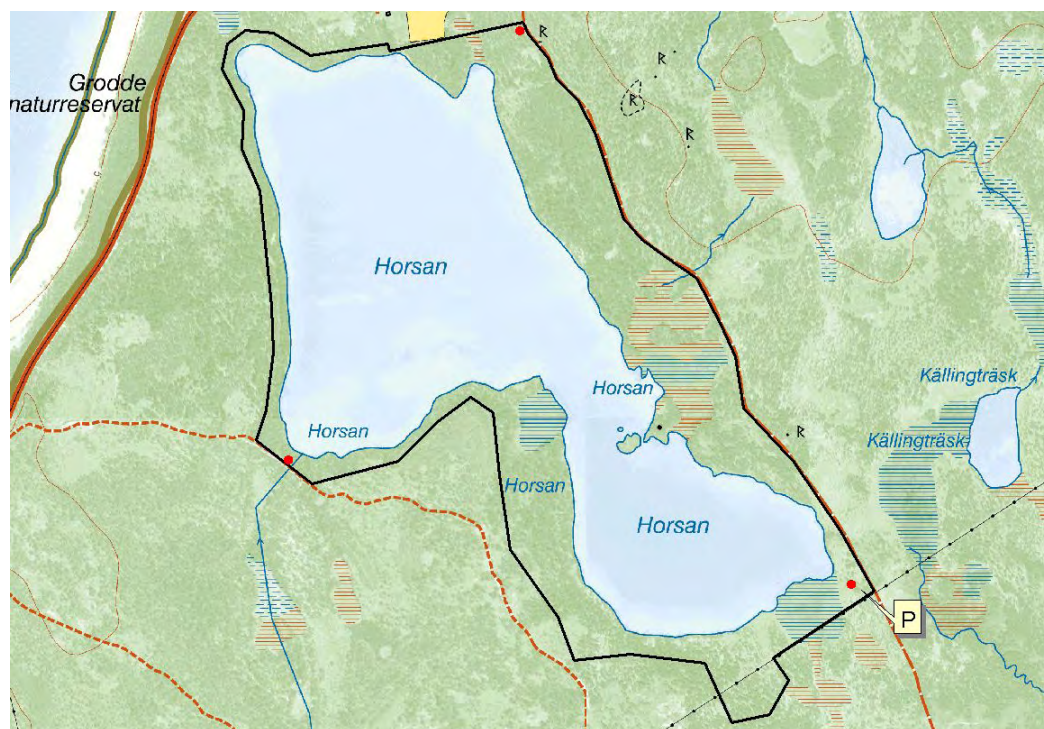 R
R
R
Grodde
naturreservat
R
Horsan
Horsan
Källingträsk
Horsan
R
Källingträsk
Horsan
Horsan
P